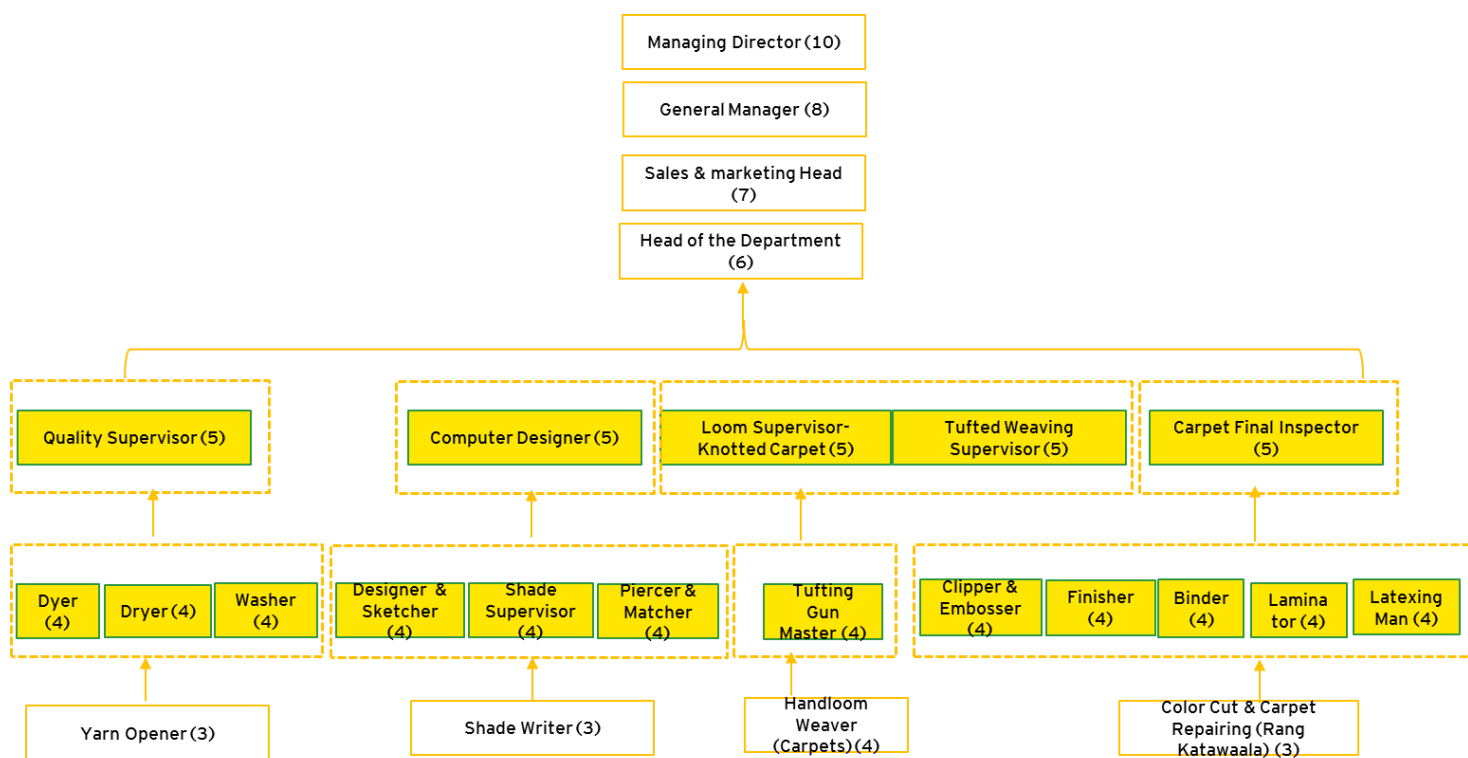 Managing Director (10)
General Manager (8)
Sales & marketing Head
(7)
Head of the Department
(6)
Quality Supervisor (5)
Computer Designer (5)
Loom Supervisor-
Knotted Carpet (5)
Tufted Weaving
Supervisor (5)
Carpet Final Inspector
(5)
Dyer
(4)
Dryer (4)
Washer
(4)
Designer &
Sketcher
(4)
Shade
Supervisor
(4)
Piercer &
Matcher
(4)
Tufting
Gun
Master (4)
Clipper &
Embosser
(4)
Finisher
(4)
Binder
(4)
Lamina
tor (4)
Latexing
Man (4)
Yarn Opener (3)
Shade Writer (3)
Handloom
Weaver
(Carpets) (4)
Color Cut & Carpet
Repairing (Rang
Katawaala) (3)